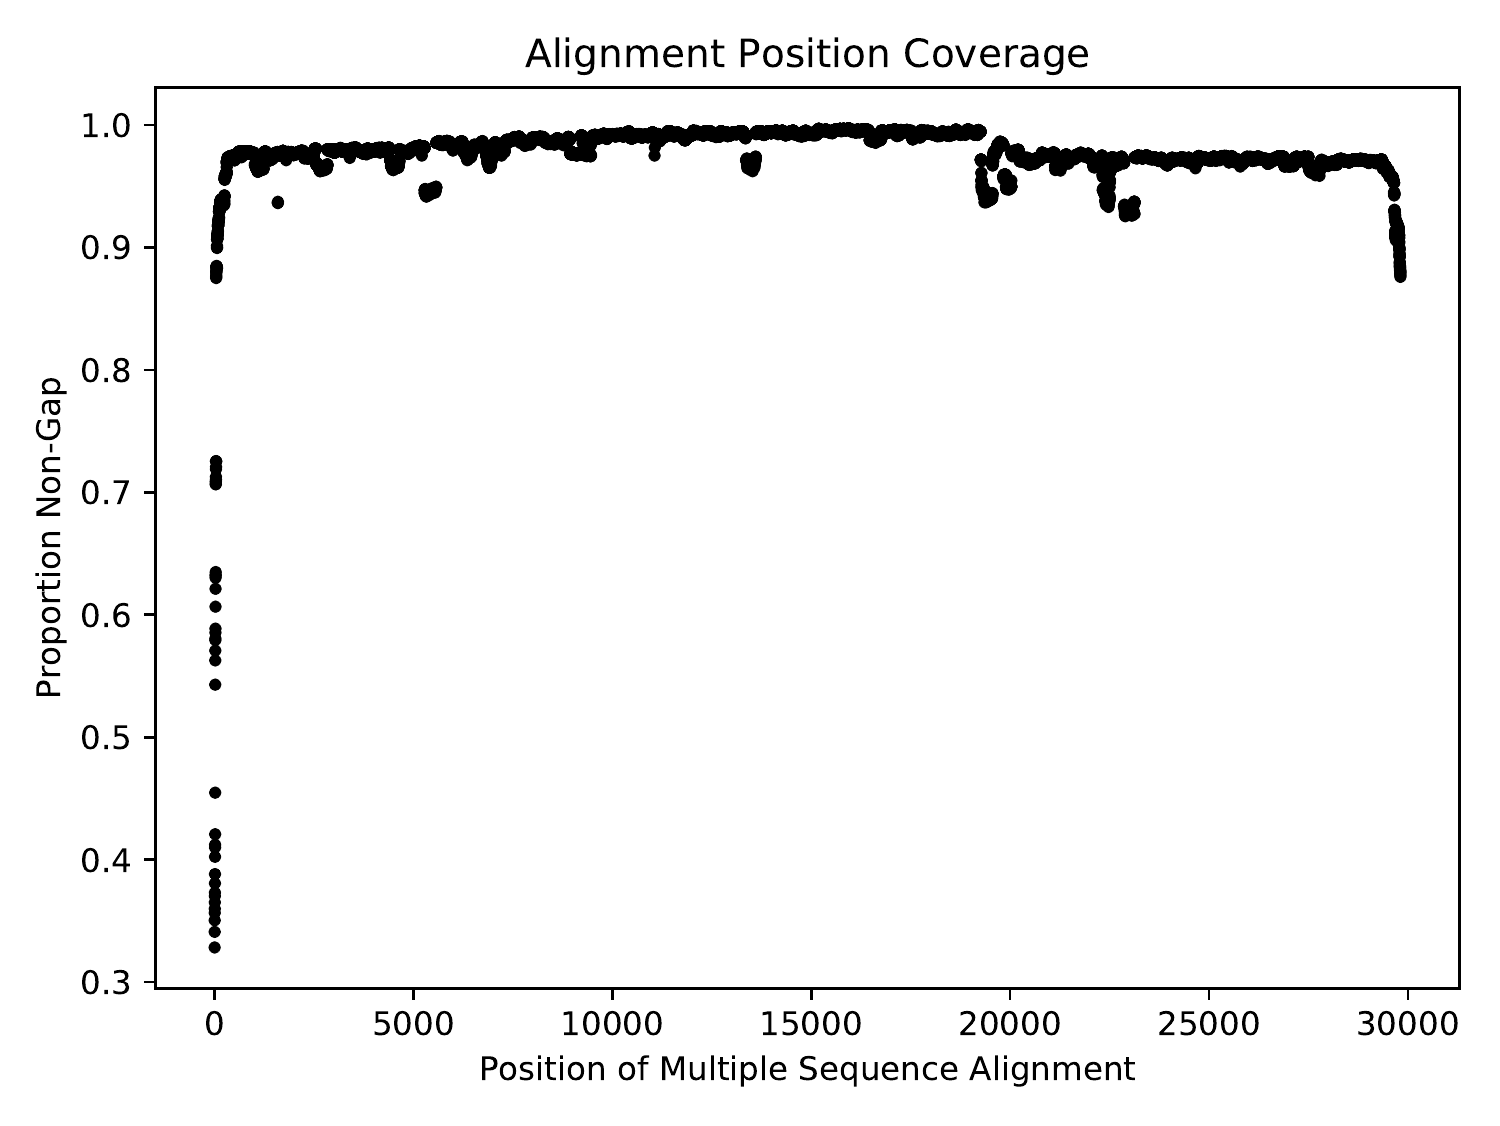 Alignment Position Coverage
Proportion Non-Gap
1.0
0.9
0.8
0.7
0.6
0.5
0.4
0.3
0 5000 10000 15000 20000 25000 30000
Position of Multiple Sequence Alignment